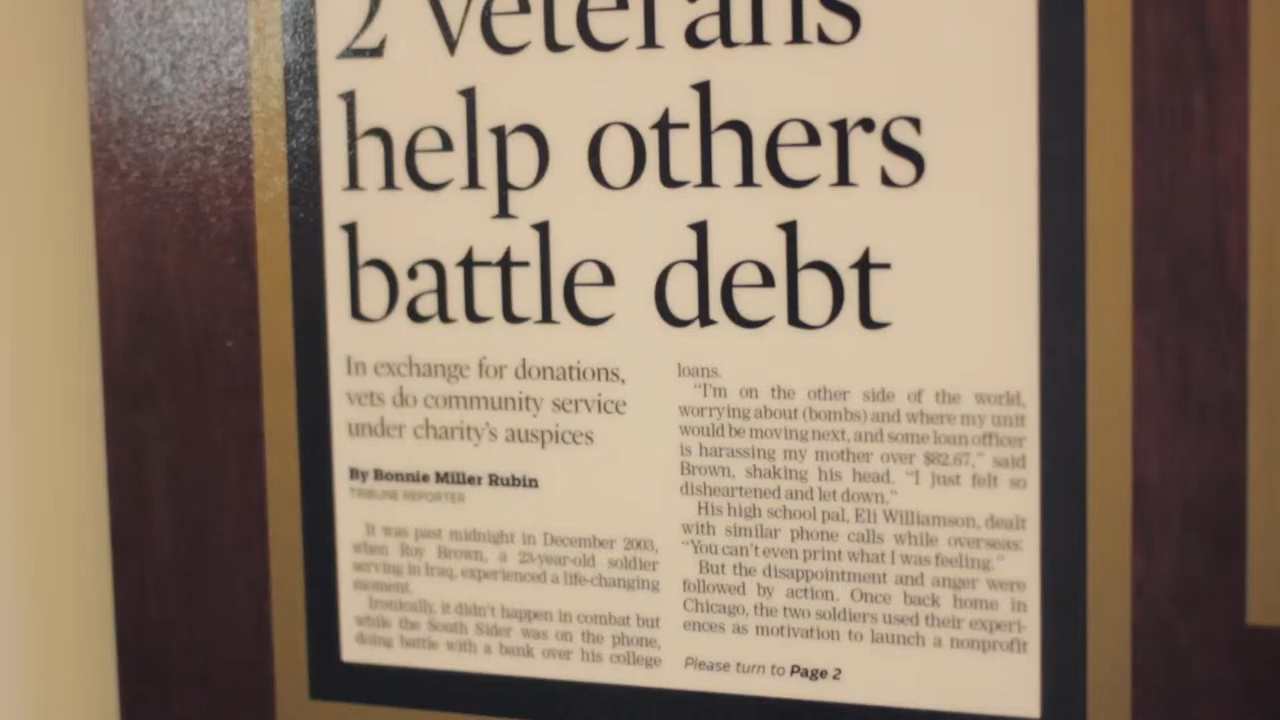 2 veterans
help others
battle debt
In exchange for donations,
vets do community service
under charity's auspices
By Bonnie Miller Rubin
TRIBUNE REPORTER
It was past midnight in December 2003,
when Roy Brown, a 23-year-old soldier
serving in Iraq, experienced a life-changing
moment.
Ironically, it didn't happen in combat but
while the South Sider was on the phone,
doing battle with a bank over his college
loans.
"I'm on the other side of the world,
worrying about (bombs) and where my unit
would be moving next, and some loan officer
is harassing my mother over $82.67," said
Brown, shaking his head. "I just felt so
disheartened and let down."
His high school pal, Eli Williamson, dealt
with similar phone calls while overseas:
"You can't even print what I was feeling."
But the disappointment and anger were
followed by action. Once back home in
Chicago, the two soldiers used their experi-
ences as motivation to launch a nonprofit
Please turn to Page 2